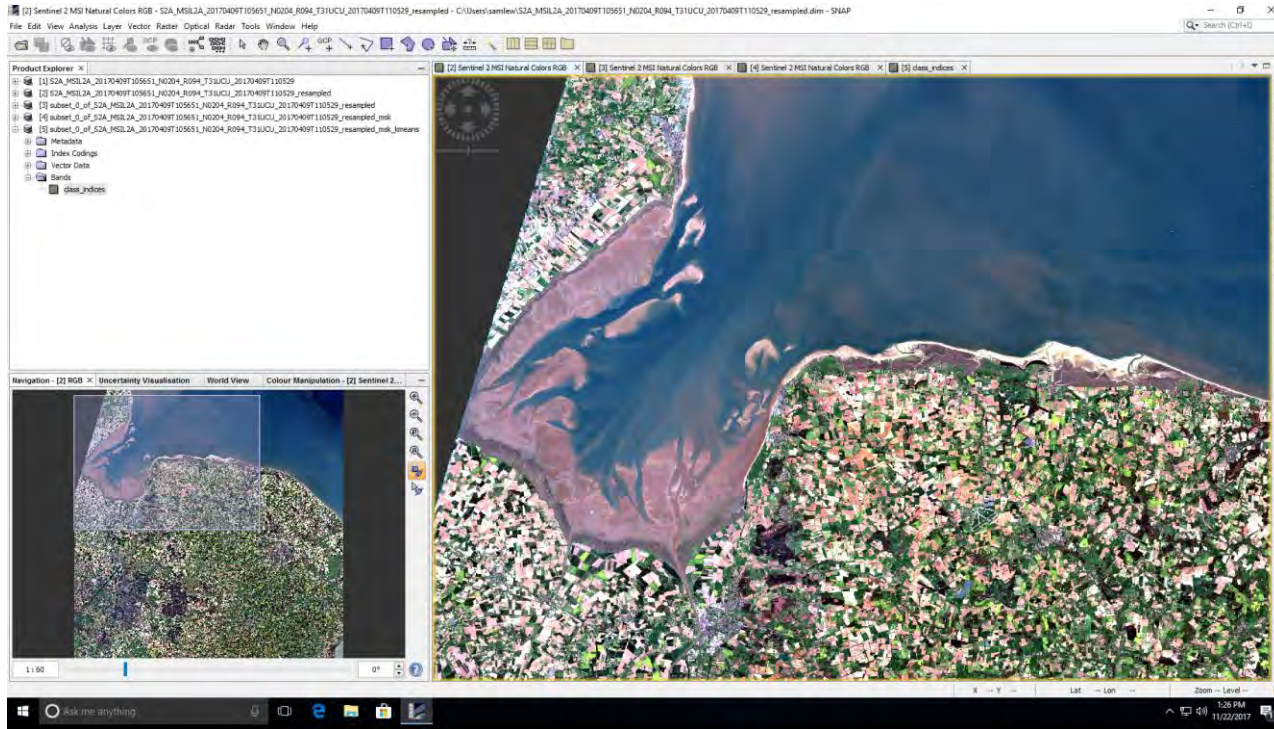 [2] Sentinel 2 MSI Natural Colors RGB - S2A_MSIL2A_20170409T105651_N0204_R094_T31UCU_20170409T110529_resampled - C:\Users\samlew\S2A_MSIL2A_20170409T105651_N0204_R094_T31UCU_20170409T110529_resampled.dim - SNAP
File Edit View Analysis Layer Vector Raster Optical Radar Tools Window Help
Search (Ctrl+I)
GCP GCP
Product Explorer
[1] S2A_MSIL2A_20170409T105651_N0204_R094_T31UCU_20170409T110529
[2] S2A_MSIL2A_20170409T105651_N0204_R094_T31UCU_20170409T110529_resampled
[3] subset_0_of_S2A_MSIL2A_20170409T105651_N0204_R094_T31UCU_20170409T110529_resampled
[4] subset_0_of_S2A_MSIL2A_20170409T105651_N0204_R094_T31UCU_20170409T110529_resampled_msk
[5] subset_0_of_S2A_MSIL2A_20170409T105651_N0204_R094_T31UCU_20170409T110529_resampled_msk_kmeans
Metadata
Index Codings
Vector Data
Bands
class_indices
[2] Sentinel 2 MSI Natural Colors RGB
[3] Sentinel 2 MSI Natural Colors RGB
[4] Sentinel 2 MSI Natural Colors RGB
[5] class_indices
Navigation - [2] RGB
Uncertainty Visualisation
World View
Colour Manipulation - [2] Sentinel 2...
1 : 60
0°
X -- Y --
Lat -- Lon --
Zoom -- Level --
Ask me anything
1:26 PM
11/22/2017